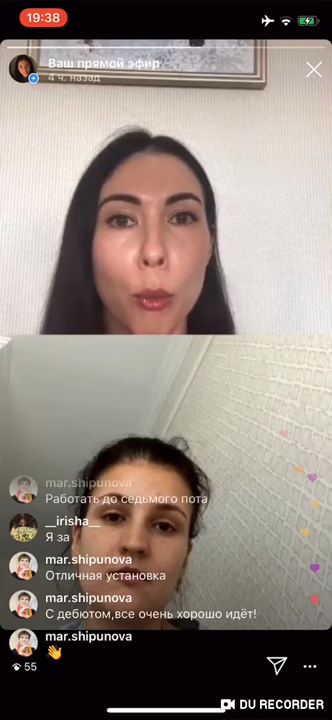 19:38
Ваш прямой эфир
4 ч. назад
mar.shipunova
Работать до седьмого пота
__irisha__
Я за
mar.shipunova
Отличная установка
mar.shipunova
С дебютом,все очень хорошо идёт!
mar.shipunova
👋
55
DU RECORDER